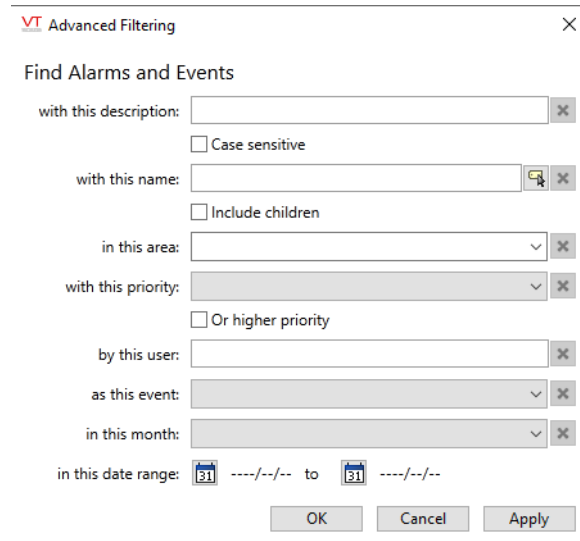 VT Advanced Filtering
Find Alarms and Events
with this description:
Case sensitive
with this name:
Include children
in this area:
with this priority:
Or higher priority
by this user:
as this event:
in this month:
in this date range: 31 ----/--/-- to 31 ----/--/--
OK Cancel Apply